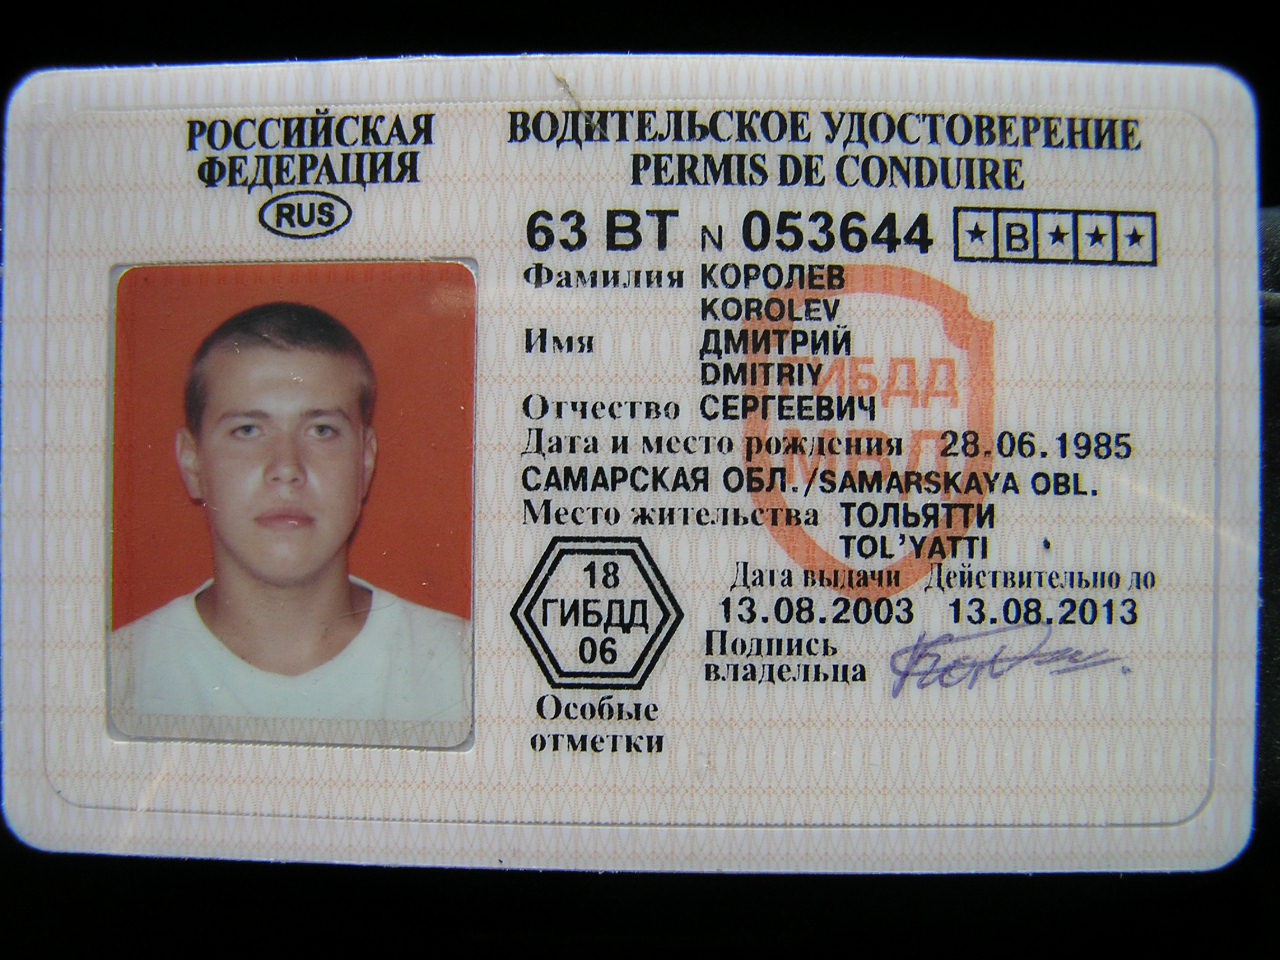 РОССИЙСКАЯ
ФЕДЕРАЦИЯ
RUS
ВОДИТЕЛЬСКОЕ УДОСТОВЕРЕНИЕ
PERMIS DE CONDUIRE
63 ВТ N 053644 ★ B ★ ★ ★
Фамилия КОРОЛЕВ
KOROLEV
Имя ДМИТРИЙ
DMITRIY
Отчество СЕРГЕЕВИЧ
Дата и место рождения 28.06.1985
САМАРСКАЯ ОБЛ./SAMARSKAYA OBL.
Место жительства ТОЛЬЯТТИ
TOL'YATTI
ГИБДД
МВД
Дата выдачи Действительно до
13.08.2003 13.08.2013
18
ГИБДД
06
Подпись
владельца
Особые
отметки